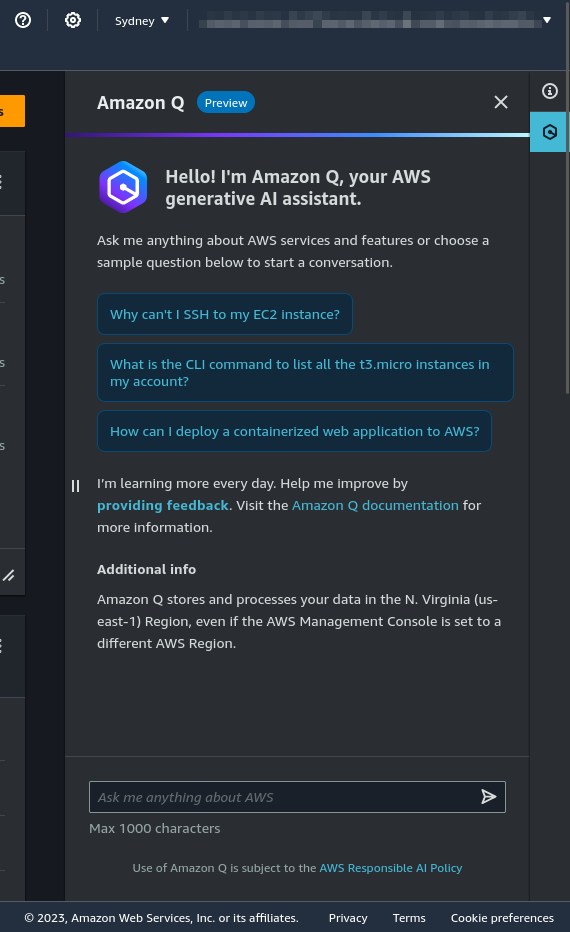 Sydney
Amazon Q Preview
s
Hello! I'm Amazon Q, your AWS
generative AI assistant.
Ask me anything about AWS services and features or choose a
sample question below to start a conversation.
s
Why can't I SSH to my EC2 instance?
What is the CLI command to list all the t3.micro instances in
my account?
s
How can I deploy a containerized web application to AWS?
s
I'm learning more every day. Help me improve by
providing feedback. Visit the Amazon Q documentation for
more information.
Additional info
Amazon Q stores and processes your data in the N. Virginia (us-
east-1) Region, even if the AWS Management Console is set to a
different AWS Region.
Ask me anything about AWS
Max 1000 characters
Use of Amazon Q is subject to the AWS Responsible AI Policy
© 2023, Amazon Web Services, Inc. or its affiliates. Privacy Terms Cookie preferences